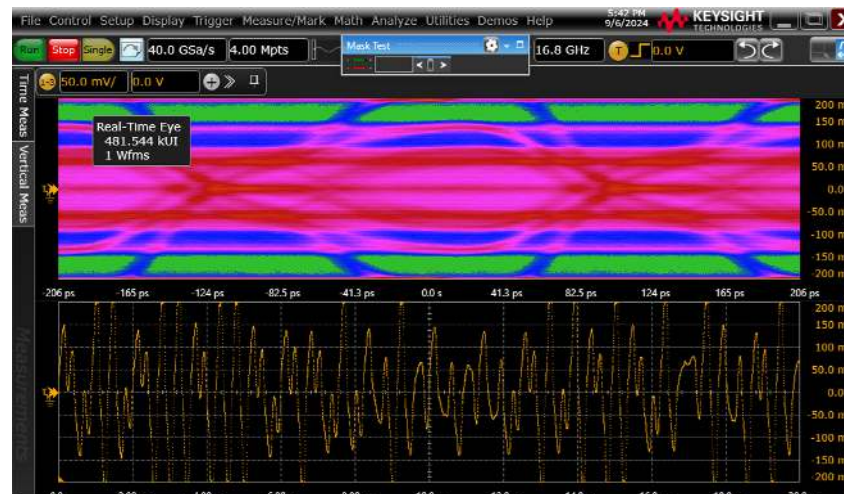 File Control Setup Display Trigger Measure/Mark Math Analyze Utilities Demos Help
5:42 PM
9/6/2024
KEYSIGHT
TECHNOLOGIES
Run Stop Single 40.0 GSa/s 4.00 Mpts
Mask Test
16.8 GHz T 0.0 V
1-3 50.0 mV/ 0.0 V
Time Meas
Vertical Meas
Measurements
Real-Time Eye
481.544 kUI
1 Wfms
200 m
150 m
100 m
50.0 m
0.0
-50.0 m
-100 m
-150 m
-200 m
-206 ps -165 ps -124 ps -82.5 ps -41.3 ps 0.0 s 41.3 ps 82.5 ps 124 ps 165 ps 206 ps
200 m
150 m
100 m
50.0 m
0.0
-50.0 m
-100 m
-150 m
-200 m